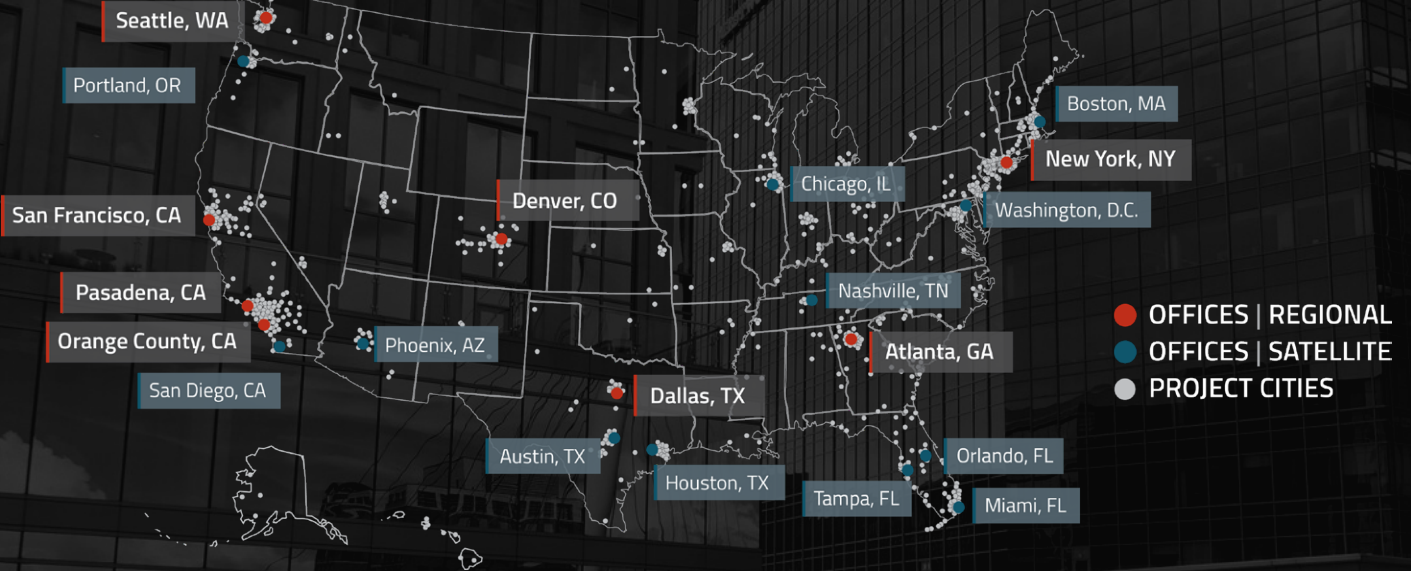 Seattle, WA
Portland, OR
Boston, MA
New York, NY
Chicago, IL
Denver, CO
San Francisco, CA
Washington, D.C.
Pasadena, CA
Nashville, TN
Orange County, CA
Phoenix, AZ
Atlanta, GA
San Diego, CA
Dallas, TX
Austin, TX
Houston, TX
Orlando, FL
Tampa, FL
Miami, FL
OFFICES | REGIONAL
OFFICES | SATELLITE
PROJECT CITIES